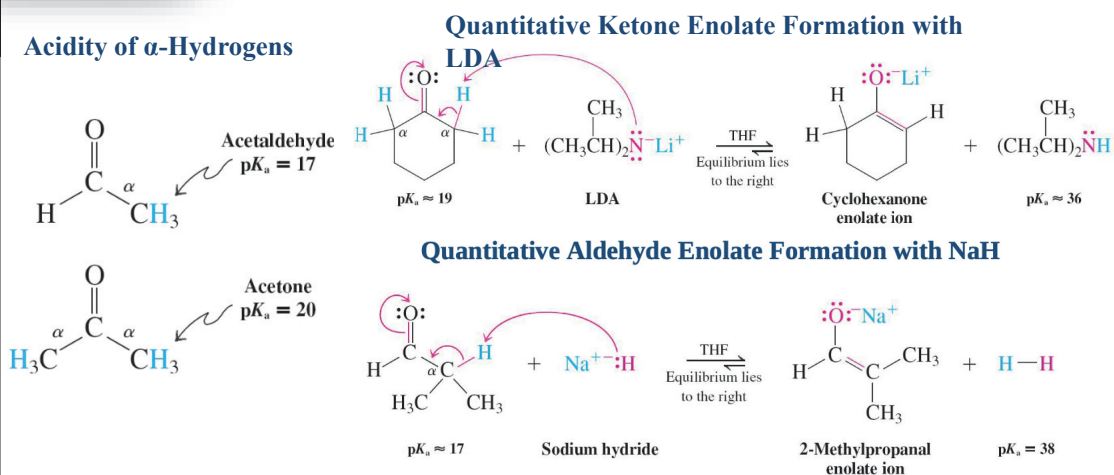 Acidity of α-Hydrogens
O
C
H
α
CH₃
Acetaldehyde
pKₐ = 17
O
C
α
α
H₃C
CH₃
Acetone
pKₐ = 20
Quantitative Ketone Enolate Formation with
LDA
:O:
H
H
H
α
α
H
pKₐ ≈ 19
+
CH₃
(CH₃CH)₂N̈⁻Li⁺
LDA
THF
Equilibrium lies
to the right
:Ö:⁻Li⁺
H
H
H
Cyclohexanone
enolate ion
+
CH₃
(CH₃CH)₂N̈H
pKₐ ≈ 36
Quantitative Aldehyde Enolate Formation with NaH
:O:
H
C
α
C
H
H₃C
CH₃
pKₐ ≈ 17
+
Na⁺⁻:H
Sodium hydride
THF
Equilibrium lies
to the right
:Ö:⁻Na⁺
H
C
C
CH₃
CH₃
2-Methylpropanal
enolate ion
+
H—H
pKₐ = 38